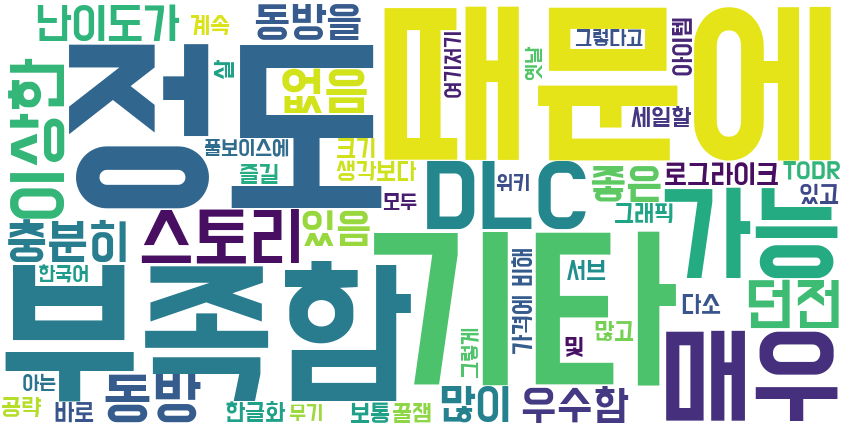 난이도가
계속
동방을
정도
때문에
그렇다고
옛날
여기저기
아이템
살
없음
이상한
세일할
풀보이스에
크기
생각보다
즐길
모두
DLC
위키
좋은
로그라이크
TODR
있고
그래픽
가능
충분히
스토리
있음
기타
한국어
부족함
가격에 비해
서브
던전
다소
그렇게
많고
및
매우
아는
동방
공략
바로
한글화
무기
보통
꿀잼
많이
우수함